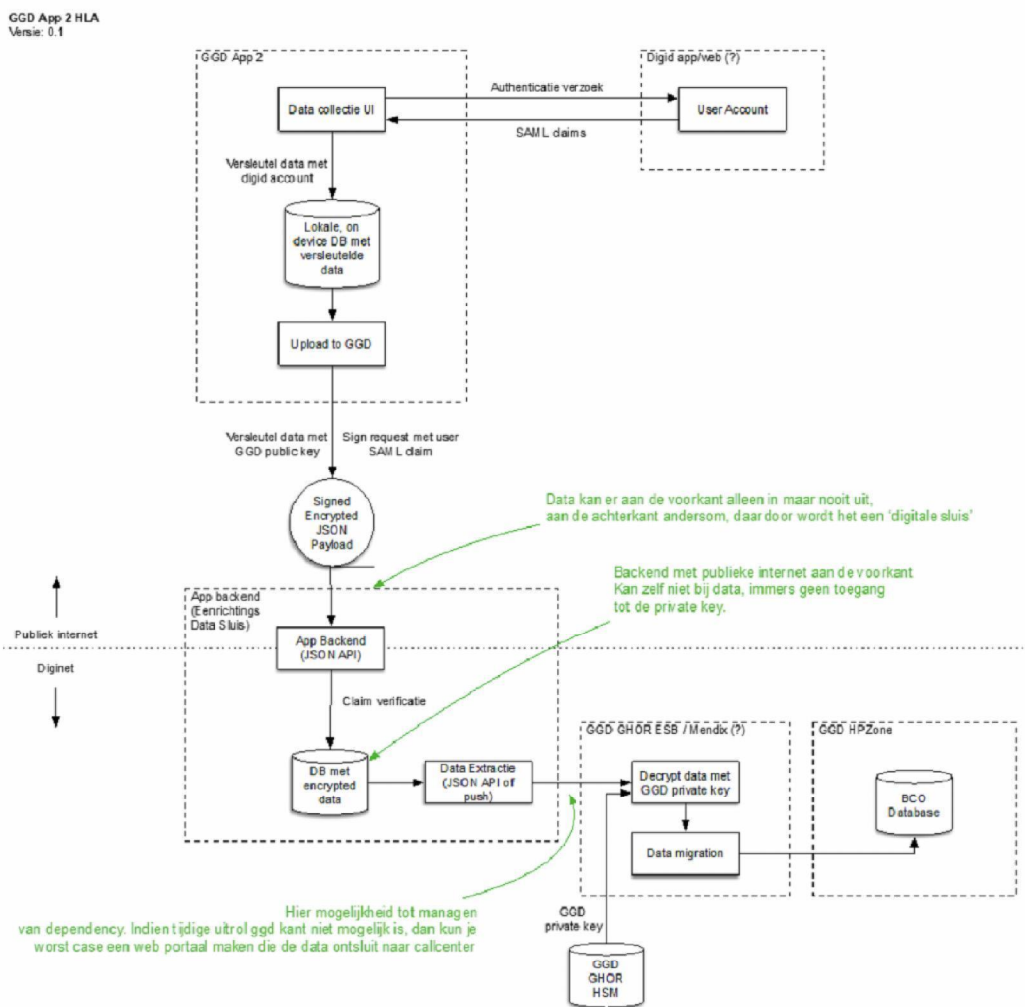 GGD App 2 HLA
Versie: 0.1
GGD App 2
Digid app/web (?)
Data collectie UI
Authenticatie verzoek
User Account
SAML claims
Versleutel data met
digid account
Lokale, on
device DB met
versleutelde
data
Upload to GGD
Versleutel data met
GGD public key
Sign request met user
SAML claim
Signed
Encrypted
JSON
Payload
Data kan er aan de voorkant alleen in maar nooit uit,
aan de achterkant andersom, daardoor wordt het een 'digitale sluis'
Backend met publieke internet aan de voorkant
Kan zelf niet bij data, immers geen toegang
tot de private key.
App backend
(Eenrichtings
Data Sluis)
Publiek internet
App Backend
(JSON API)
Diginet
Claim verificatie
DB met
encrypted
data
Data Extractie
(JSON API of
push)
GGD GHOR ESB / Mendix (?)
Decrypt data met
GGD private key
Data migration
GGD HPZone
BCO
Database
Hier mogelijkheid tot managen
van dependency. Indien tijdige uitrol ggd kant niet mogelijk is, dan kun je
worst case een web portaal maken die de data ontsluit naar callcenter
GGD
private key
GGD
GHOR
HSM